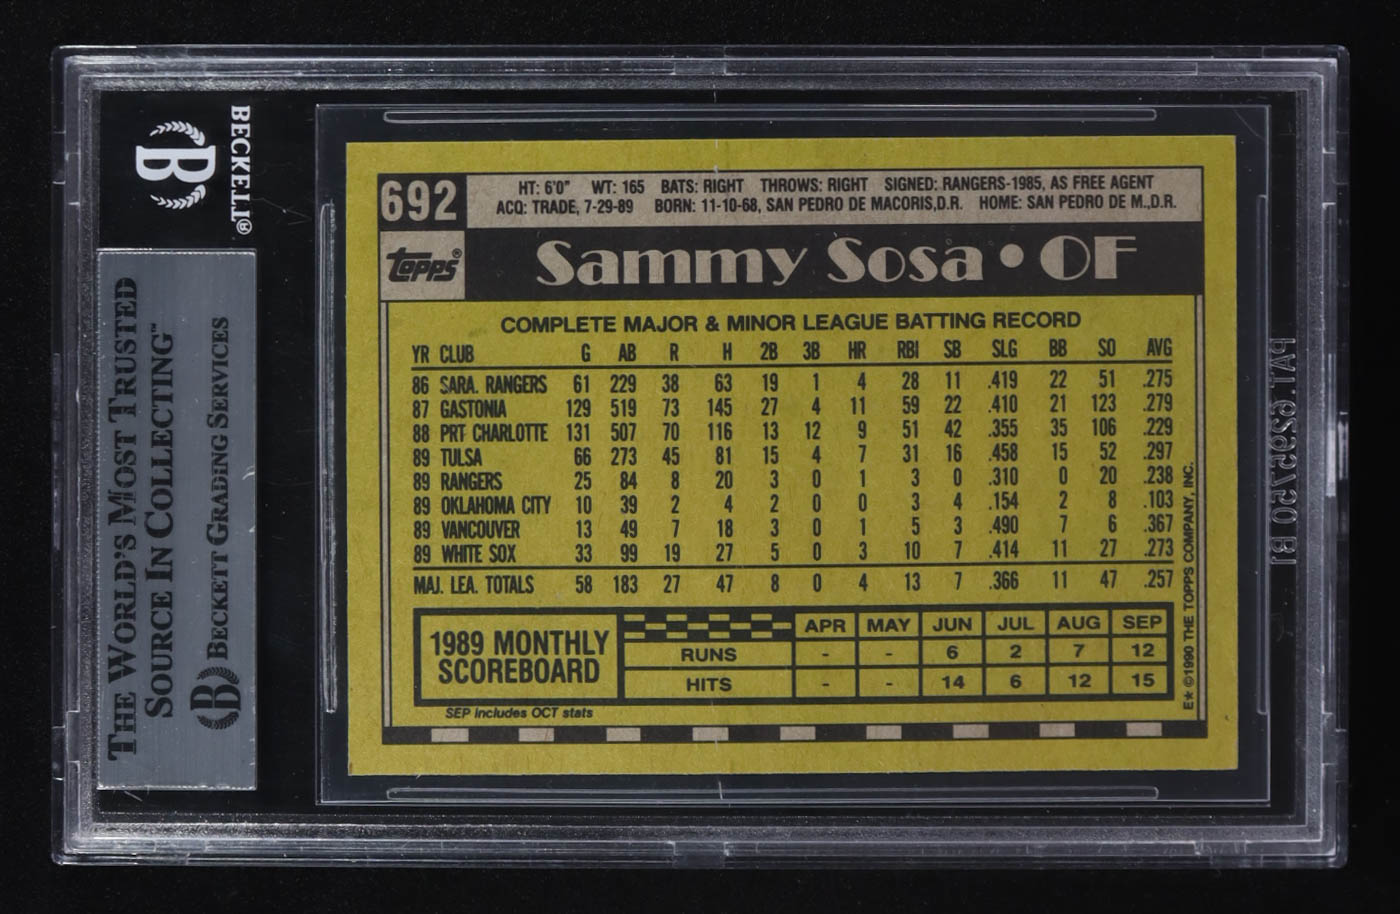 BECKETT®
B
THE WORLD'S MOST TRUSTED
SOURCE IN COLLECTING™
BECKETT GRADING SERVICES
692
HT: 6'0" WT: 165 BATS: RIGHT THROWS: RIGHT SIGNED: RANGERS-1985, AS FREE AGENT
ACQ: TRADE, 7-29-89 BORN: 11-10-68, SAN PEDRO DE MACORIS,D.R. HOME: SAN PEDRO DE M.,D.R.
topps®
Sammy Sosa • OF
COMPLETE MAJOR & MINOR LEAGUE BATTING RECORD
YR CLUB G AB R H 2B 3B HR RBI SB SLG BB SO AVG
86 SARA. RANGERS 61 229 38 63 19 1 4 28 11 .419 22 51 .275
87 GASTONIA 129 519 73 145 27 4 11 59 22 .410 21 123 .279
88 PRT CHARLOTTE 131 507 70 116 13 12 9 51 42 .355 35 106 .229
89 TULSA 66 273 45 81 15 4 7 31 16 .458 15 52 .297
89 RANGERS 25 84 8 20 3 0 1 3 0 .310 0 20 .238
89 OKLAHOMA CITY 10 39 2 4 2 0 0 3 4 .154 2 8 .103
89 VANCOUVER 13 49 7 18 3 0 1 5 3 .490 7 6 .367
89 WHITE SOX 33 99 19 27 5 0 3 10 7 .414 11 27 .273
MAJ. LEA. TOTALS 58 183 27 47 8 0 4 13 7 .366 11 47 .257
1989 MONTHLY
SCOREBOARD
APR MAY JUN JUL AUG SEP
RUNS - - 6 2 7 12
HITS - - 14 6 12 15
SEP includes OCT stats
E★ ©1990 THE TOPPS COMPANY, INC.